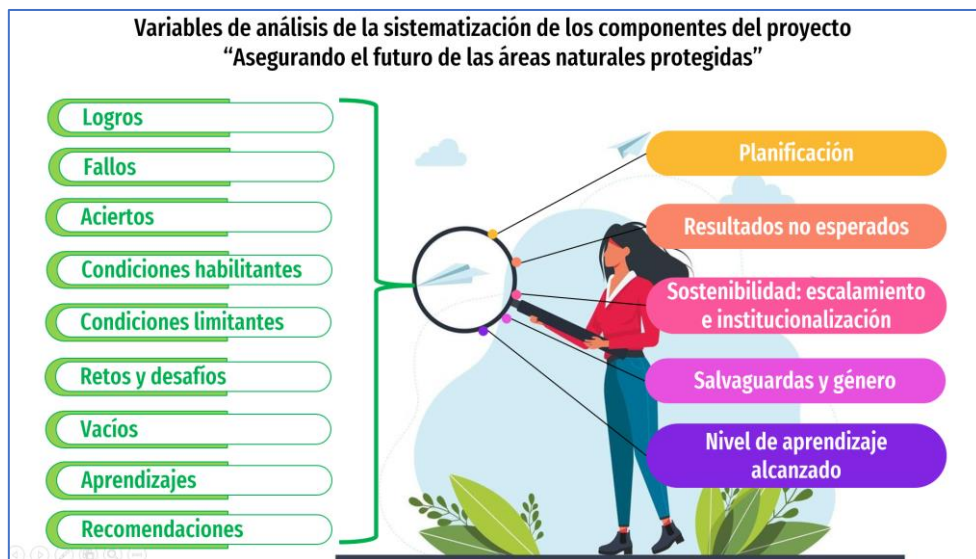 Variables de análisis de la sistematización de los componentes del proyecto
“Asegurando el futuro de las áreas naturales protegidas”
Logros
Fallos
Aciertos
Condiciones habilitantes
Condiciones limitantes
Retos y desafíos
Vacíos
Aprendizajes
Recomendaciones
Planificación
Resultados no esperados
Sostenibilidad: escalamiento
e institucionalización
Salvaguardas y género
Nivel de aprendizaje
alcanzado